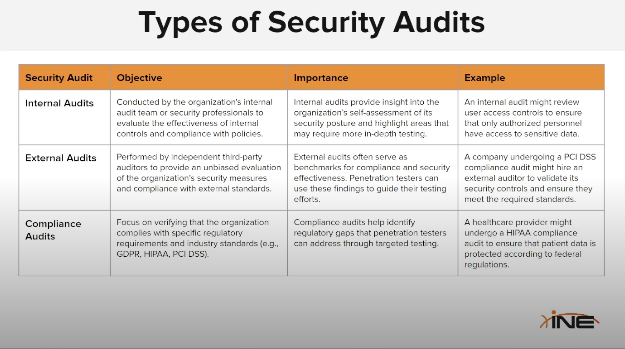 Types of Security Audits
Security Audit
Objective
Importance
Example
Internal Audits
Conducted by the organization's internal
audit team or security professionals to
evaluate the effectiveness of internal
controls and compliance with policies.
Internal audits provide insight into the
organization's self-assessment of its
security posture and highlight areas that
may require more in-depth testing.
An internal audit might review
user access controls to ensure
that only authorized personnel
have access to sensitive data.
External Audits
Performed by independent third-party
auditors to provide an unbiased evaluation
of the organization's security measures
and compliance with external standards.
External audits often serve as
benchmarks for compliance and security
effectiveness. Penetration testers can
use these findings to guide their testing
efforts.
A company undergoing a PCI DSS
compliance audit might hire an
external auditor to validate its
security controls and ensure they
meet the required standards.
Compliance
Audits
Focus on verifying that the organization
complies with specific regulatory
requirements and industry standards (e.g.,
GDPR, HIPAA, PCI DSS).
Compliance audits help identify
regulatory gaps that penetration testers
can address through targeted testing.
A healthcare provider might
undergo a HIPAA compliance
audit to ensure that patient data is
protected according to federal
regulations.
INE